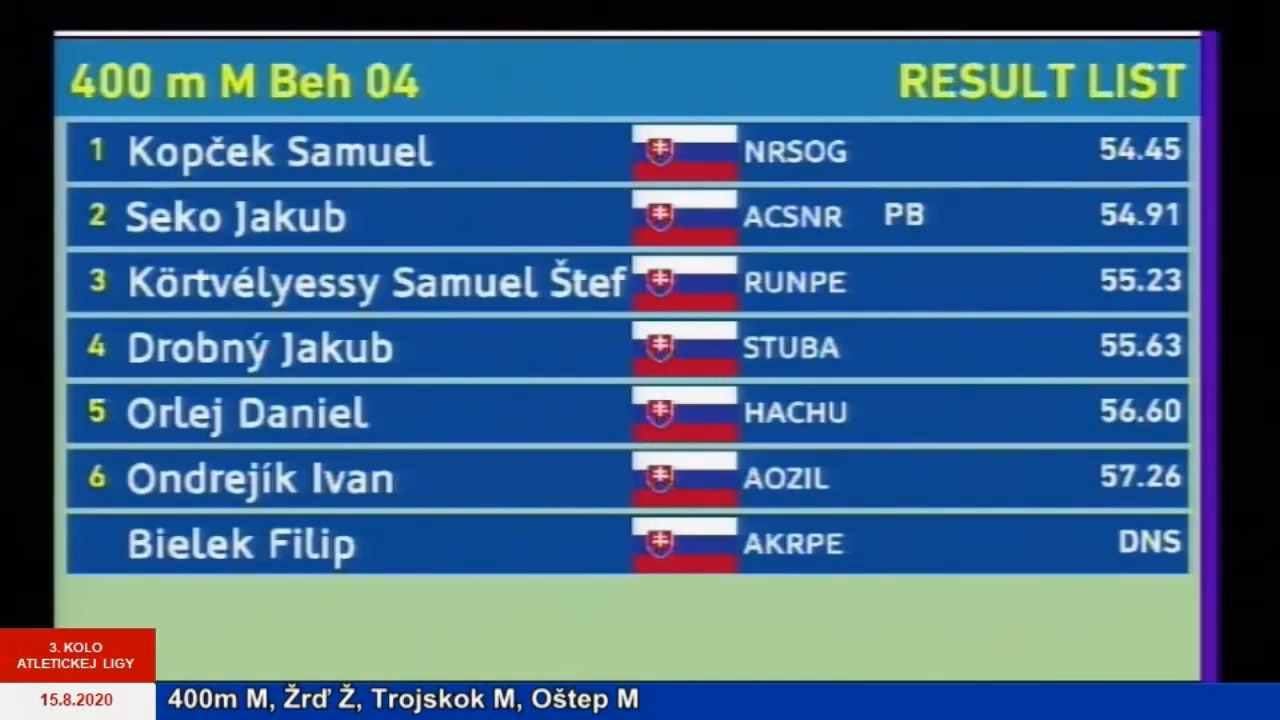 400 m M Beh 04 RESULT LIST
1 Kopček Samuel NRSOG 54.45
2 Seko Jakub ACSNR PB 54.91
3 Körtvélyessy Samuel Štef RUNPE 55.23
4 Drobný Jakub STUBA 55.63
5 Orlej Daniel HACHU 56.60
6 Ondrejík Ivan AOZIL 57.26
Bielek Filip AKRPE DNS
3. KOLO
ATLETICKEJ LIGY
15.8.2020
400m M, Žrď Ž, Trojskok M, Oštep M